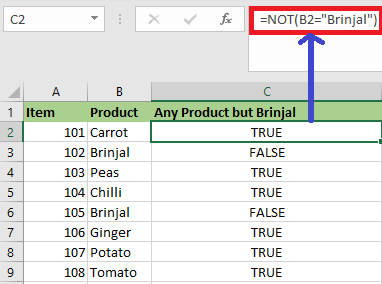 C2 fx =NOT(B2="Brinjal")
A B C
1 Item Product Any Product but Brinjal
2 101 Carrot TRUE
3 102 Brinjal FALSE
4 103 Peas TRUE
5 104 Chilli TRUE
6 105 Brinjal FALSE
7 106 Ginger TRUE
8 107 Potato TRUE
9 108 Tomato TRUE